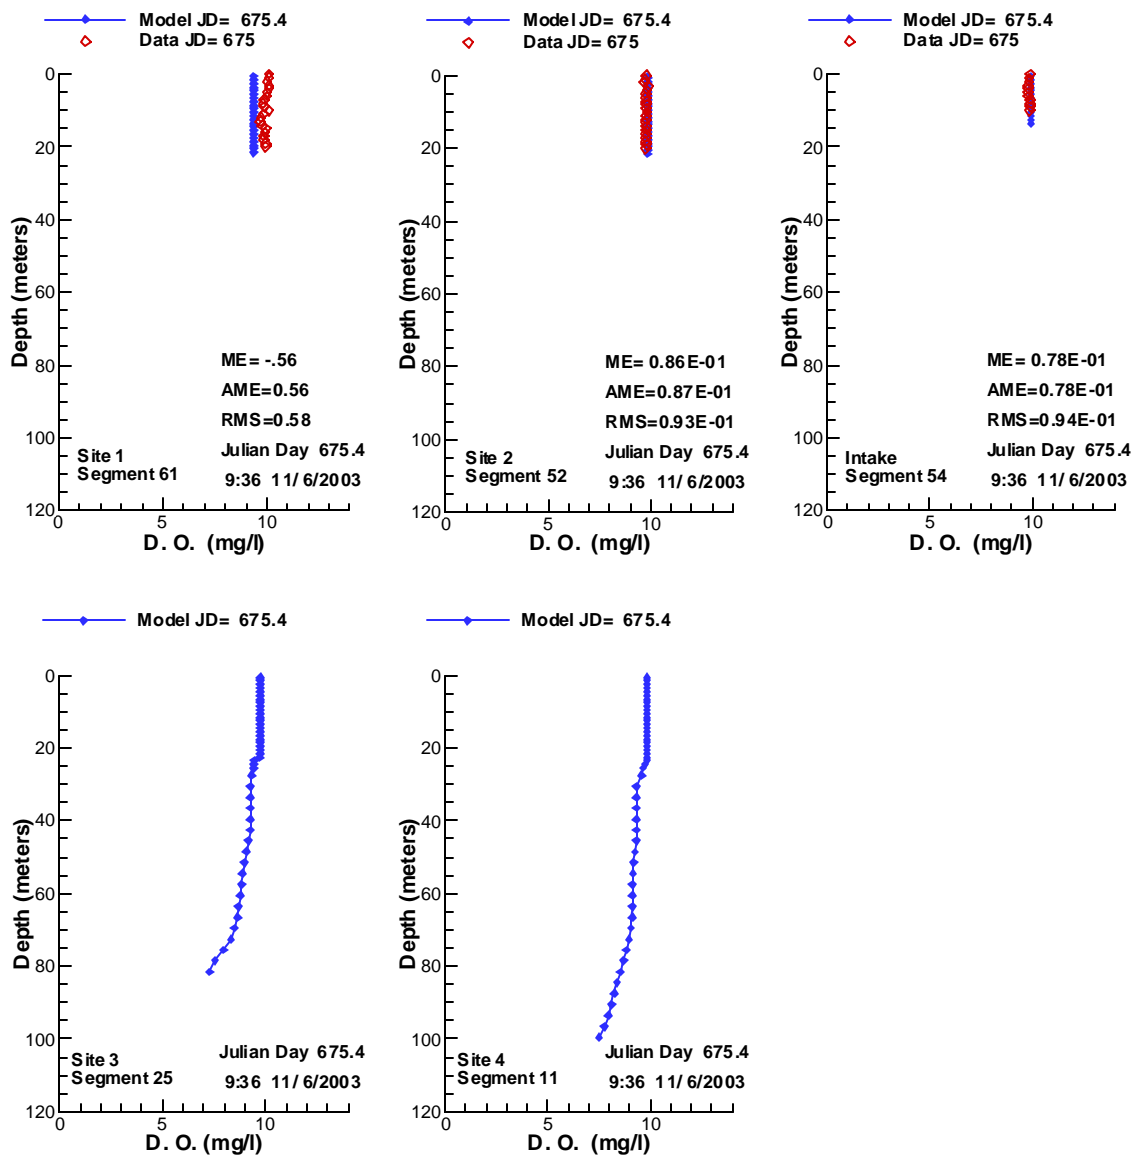 Model JD= 675.4
Data JD= 675
0
20
40
60
80
100
120
Depth (meters)
ME= -.56
AME=0.56
RMS=0.58
Julian Day 675.4
9:36 11/6/2003
Site 1
Segment 61
0 5 10
D. O. (mg/l)
Model JD= 675.4
Data JD= 675
0
20
40
60
80
100
120
Depth (meters)
ME= 0.86E-01
AME=0.87E-01
RMS=0.93E-01
Julian Day 675.4
9:36 11/6/2003
Site 2
Segment 52
0 5 10
D. O. (mg/l)
Model JD= 675.4
Data JD= 675
0
20
40
60
80
100
120
Depth (meters)
ME= 0.78E-01
AME=0.78E-01
RMS=0.94E-01
Julian Day 675.4
9:36 11/6/2003
Intake
Segment 54
0 5 10
D. O. (mg/l)
Model JD= 675.4
0
20
40
60
80
100
120
Depth (meters)
Julian Day 675.4
9:36 11/6/2003
Site 3
Segment 25
0 5 10
D. O. (mg/l)
Model JD= 675.4
0
20
40
60
80
100
120
Depth (meters)
Julian Day 675.4
9:36 11/6/2003
Site 4
Segment 11
0 5 10
D. O. (mg/l)